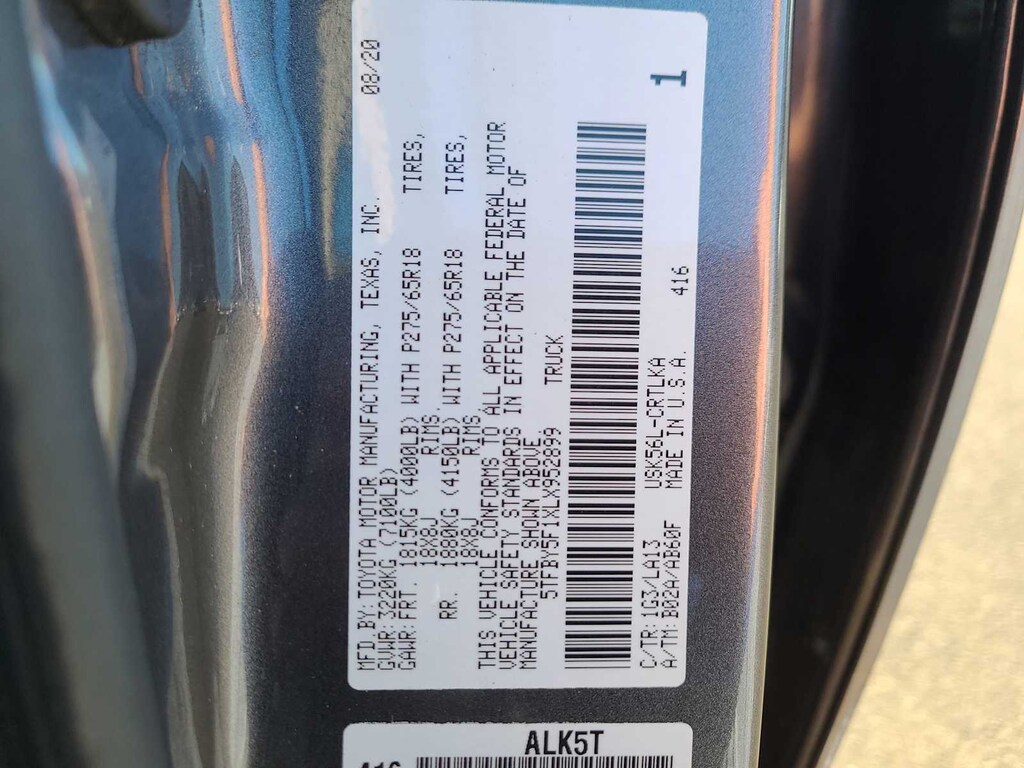 MFD.BY:TOYOTA MOTOR MANUFACTURING, TEXAS, INC. 08/20
GVWR:3220KG (7100LB)
GAWR:FRT. 1815KG (4000LB) WITH P275/65R18 TIRES,
18X8J RIMS.
RR. 1880KG (4150LB) WITH P275/65R18 TIRES,
18X8J RIMS.
THIS VEHICLE CONFORMS TO ALL APPLICABLE FEDERAL MOTOR
VEHICLE SAFETY STANDARDS IN EFFECT ON THE DATE OF
MANUFACTURE SHOWN ABOVE.
5TFBY5F1XLX952899 TRUCK
C/TR: 1G3/LA13 USK56L-CRTLKA 416
A/TM: B02A/AB60F MADE IN U.S.A.
1
ALK5T
416